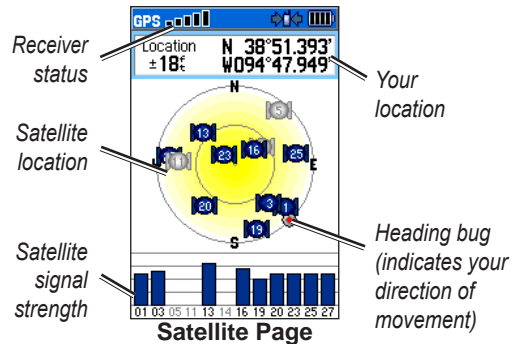 GPS
Receiver
status
Location
± 18 ft
N 38°51.393'
W094°47.949'
Your
location
N
5
13
Satellite
location
11
23
16
25
E
20
3
1
19
S
Heading bug
(indicates your
direction of
movement)
Satellite
signal
strength
01 03 05 11 13 14 16 19 20 23 25 27
Satellite Page